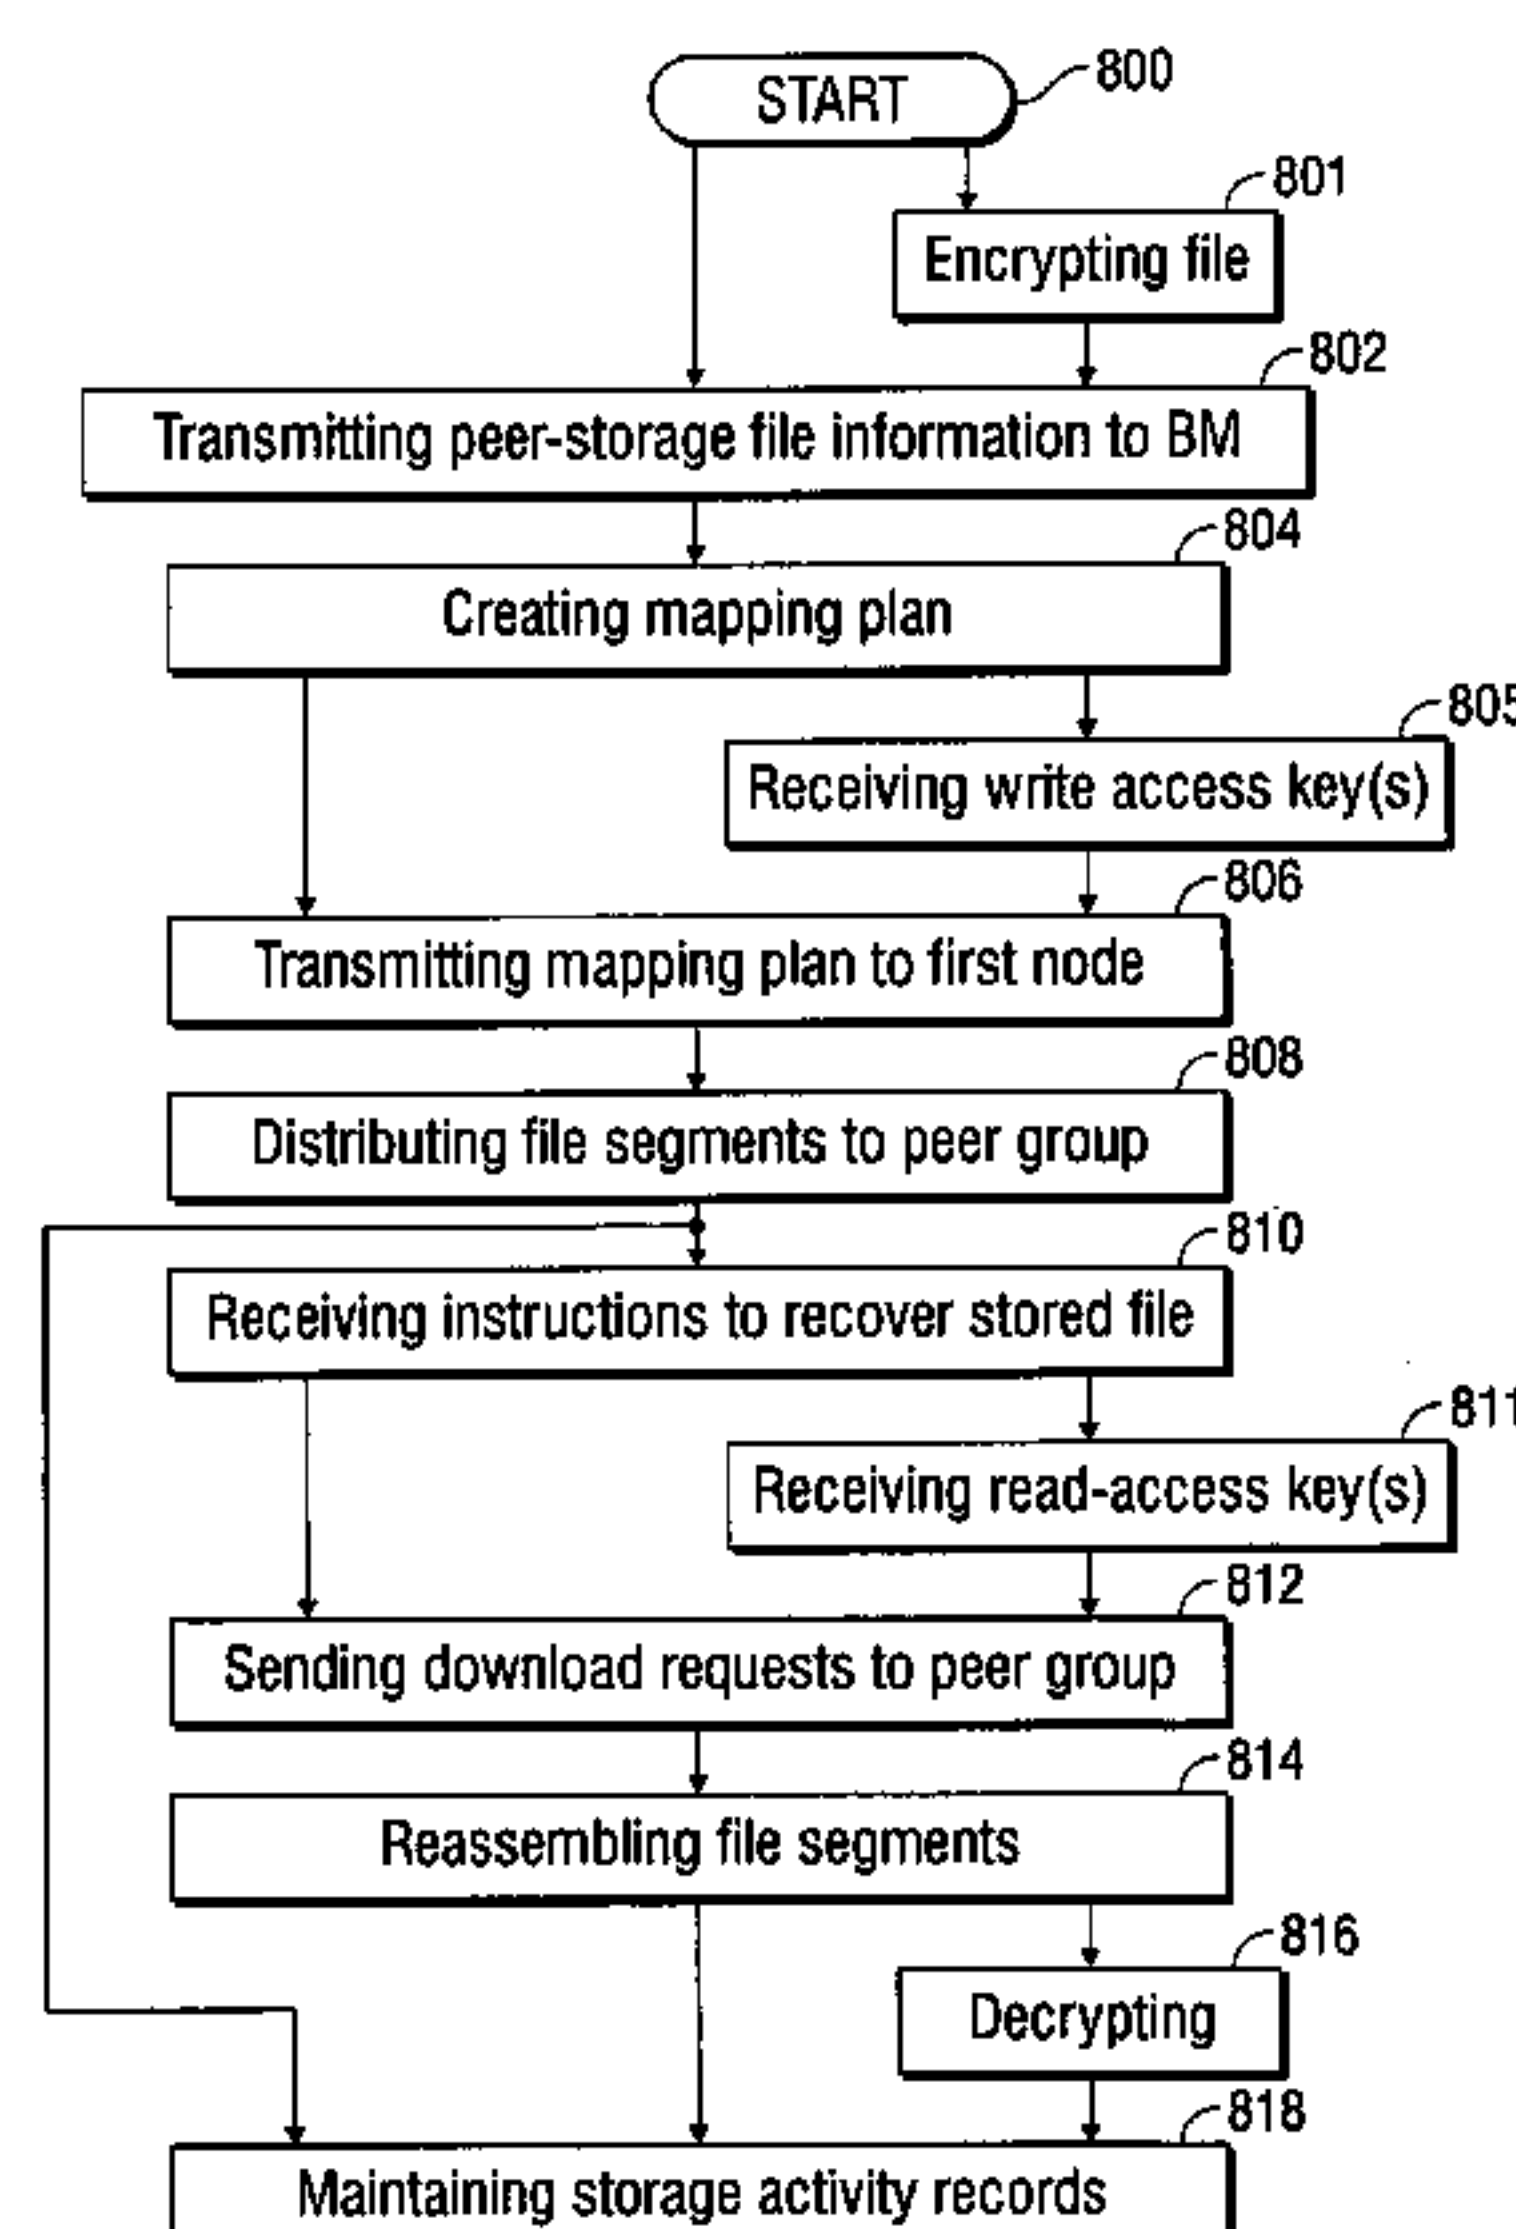 START
800
801
Encrypting file
802
Transmitting peer-storage file information to BM
804
Creating mapping plan
805
Receiving write access key(s)
806
Transmitting mapping plan to first node
808
Distributing file segments to peer group
810
Receiving instructions to recover stored file
811
Receiving read-access key(s)
812
Sending download requests to peer group
814
Reassembling file segments
816
Decrypting
818
Maintaining storage activity records